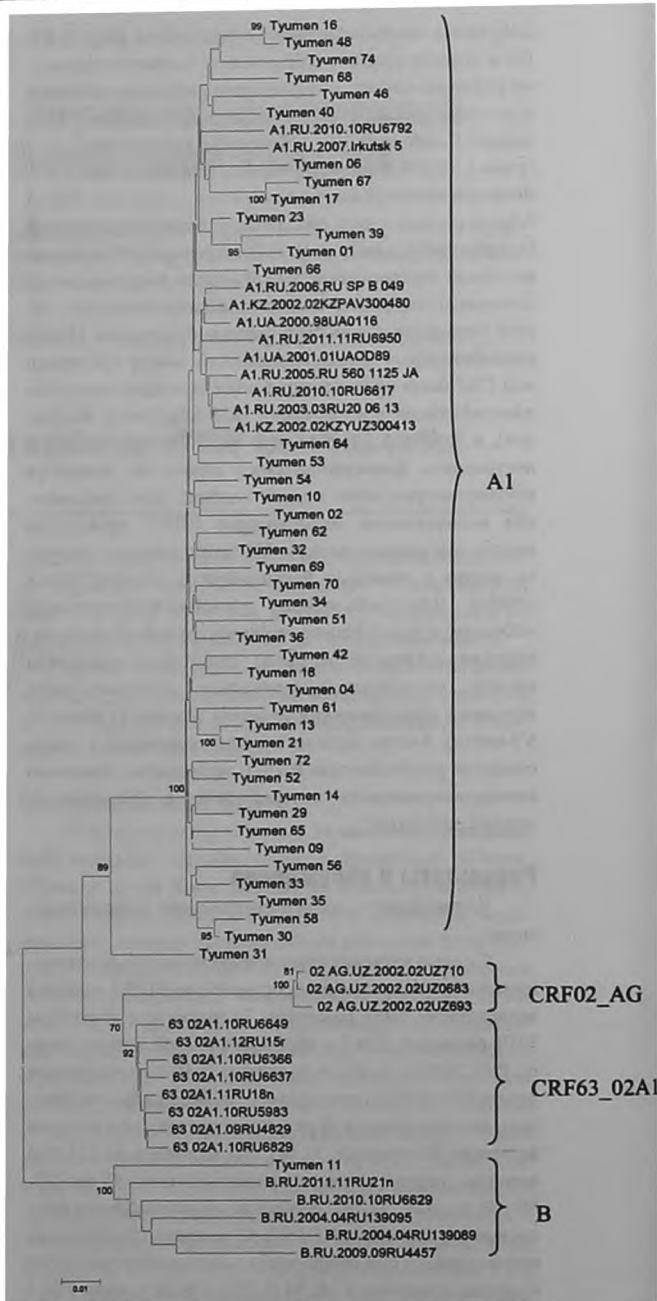 99
Tyumen 16
Tyumen 48
Tyumen 74
Tyumen 68
Tyumen 46
Tyumen 40
A1.RU.2010.10RU6792
A1.RU.2007.Irkutsk 5
Tyumen 06
Tyumen 67
100
Tyumen 17
Tyumen 23
Tyumen 39
95
Tyumen 01
Tyumen 66
A1.RU.2006.RU SP B 049
A1.KZ.2002.02KZPAV300480
A1.UA.2000.98UA0116
A1.RU.2011.11RU6950
A1.UA.2001.01UAOD89
A1.RU.2005.RU 560 1125 JA
A1.RU.2010.10RU6617
A1.RU.2003.03RU20 06 13
A1.KZ.2002.02KZYUZ300413
Tyumen 64
Tyumen 53
Tyumen 54
A1
Tyumen 10
Tyumen 02
Tyumen 62
Tyumen 32
Tyumen 69
Tyumen 70
Tyumen 34
Tyumen 51
Tyumen 36
Tyumen 42
Tyumen 18
Tyumen 04
Tyumen 61
Tyumen 13
100
Tyumen 21
Tyumen 72
Tyumen 52
100
Tyumen 14
Tyumen 29
Tyumen 65
Tyumen 09
Tyumen 56
89
Tyumen 33
Tyumen 35
Tyumen 58
95
Tyumen 30
Tyumen 31
81
02 AG.UZ.2002.02UZ710
100
02 AG.UZ.2002.02UZ0683
CRF02_AG
02 AG.UZ.2002.02UZ693
70
63 02A1.10RU6649
92
63 02A1.12RU15r
63 02A1.10RU6366
63 02A1.10RU6637
CRF63_02A1
63 02A1.11RU18n
63 02A1.10RU5983
63 02A1.09RU4829
63 02A1.10RU6829
Tyumen 11
100
B.RU.2011.11RU21n
B.RU.2010.10RU6629
B
B.RU.2004.04RU139095
B.RU.2004.04RU139089
B.RU.2009.09RU4457
0.01